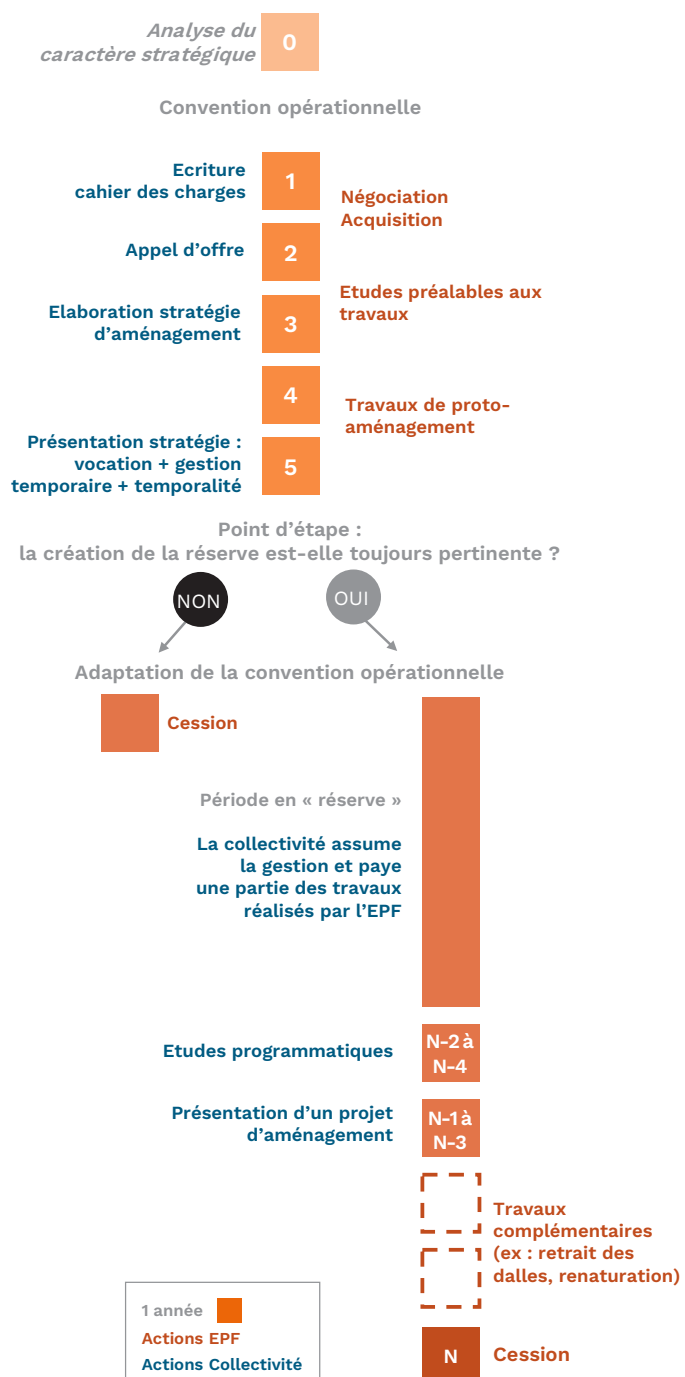 Analyse du
caractère stratégique
0
Convention opérationnelle
Ecriture
cahier des charges
1
Négociation
Acquisition
Appel d'offre
2
Etudes préalables aux
travaux
Elaboration stratégie
d'aménagement
3
4
Travaux de proto-
aménagement
Présentation stratégie :
vocation + gestion
temporaire + temporalité
5
Point d'étape :
la création de la réserve est-elle toujours pertinente ?
NON
OUI
Adaptation de la convention opérationnelle
Cession
Période en « réserve »
La collectivité assume
la gestion et paye
une partie des travaux
réalisés par l'EPF
Etudes programmatiques
N-2 à
N-4
Présentation d'un projet
d'aménagement
N-1 à
N-3
Travaux
complémentaires
(ex : retrait des
dalles, renaturation)
1 année
Actions EPF
Actions Collectivité
N
Cession